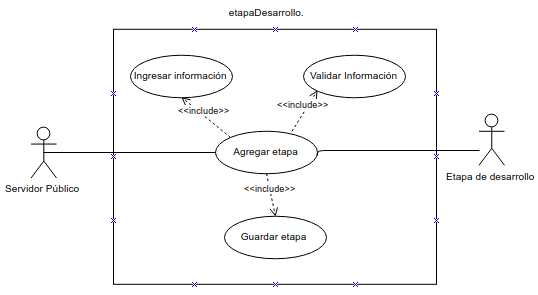 etapaDesarrollo.
Ingresar información
Validar Información
<<include>>
<<include>>
Agregar etapa
Servidor Público
Etapa de desarrollo
<<include>>
Guardar etapa